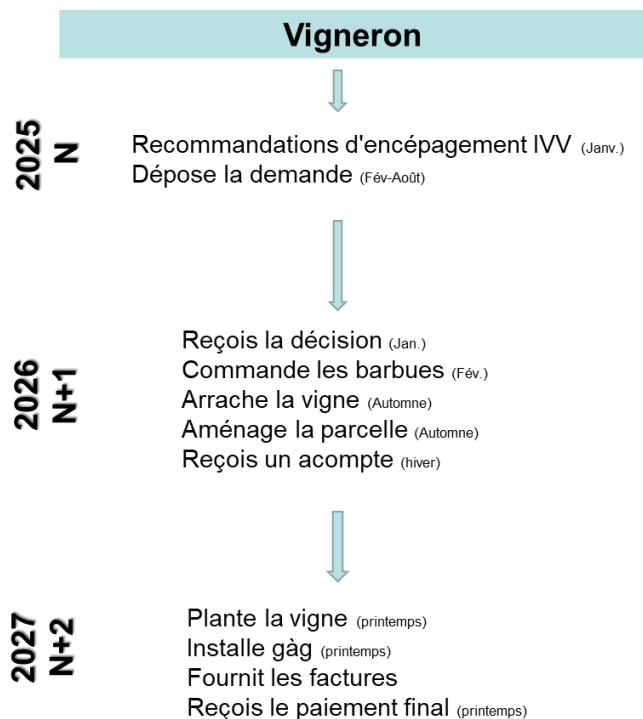 Vigneron
2025
N
Recommandations d'encépagement IVV (Janv.)
Dépose la demande (Fév-Août)
2026
N+1
Reçois la décision (Jan.)
Commande les barbues (Fév.)
Arrache la vigne (Automne)
Aménage la parcelle (Automne)
Reçois un acompte (hiver)
2027
N+2
Plante la vigne (printemps)
Installe gàg (printemps)
Fournit les factures
Reçois le paiement final (printemps)